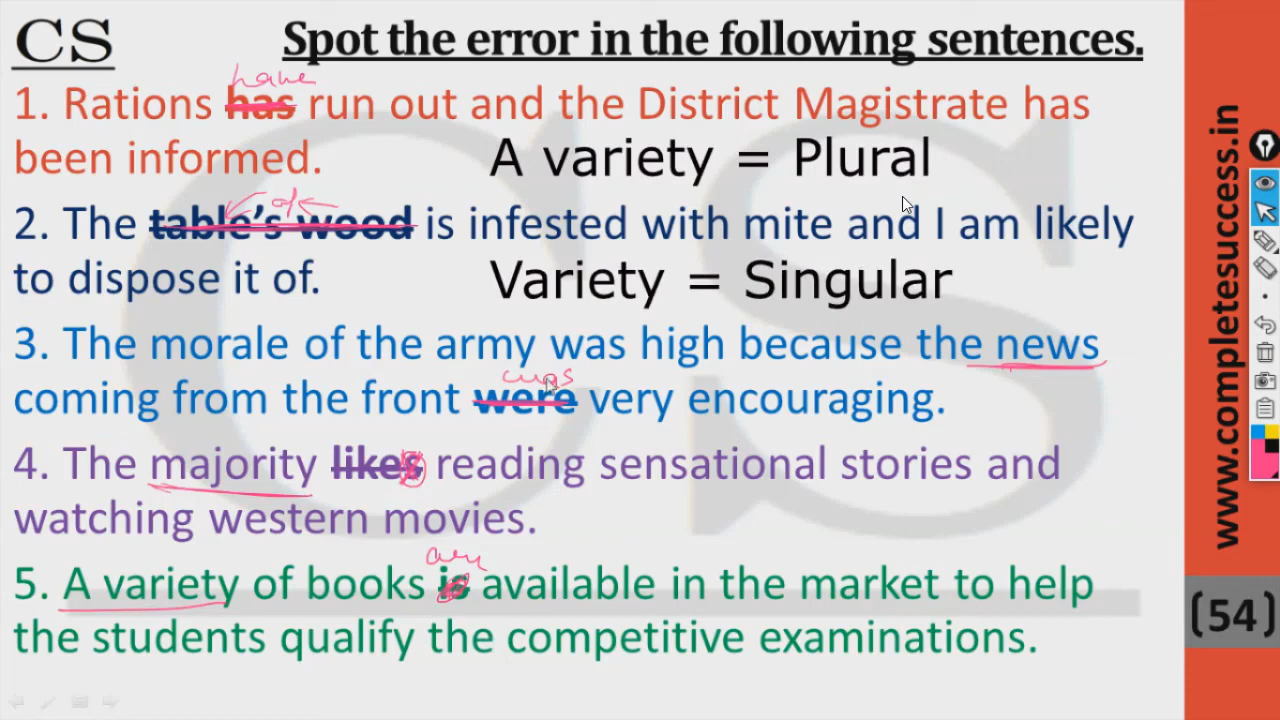 CS
Spot the error in the following sentences.
have
1. Rations has run out and the District Magistrate has
been informed.
A variety = Plural
of
2. The table's wood is infested with mite and I am likely
to dispose it of.
Variety = Singular
3. The morale of the army was high because the news
was
coming from the front were very encouraging.
4. The majority likes reading sensational stories and
watching western movies.
are
5. A variety of books is available in the market to help
the students qualify the competitive examinations.
www.completesuccess.in
(54)